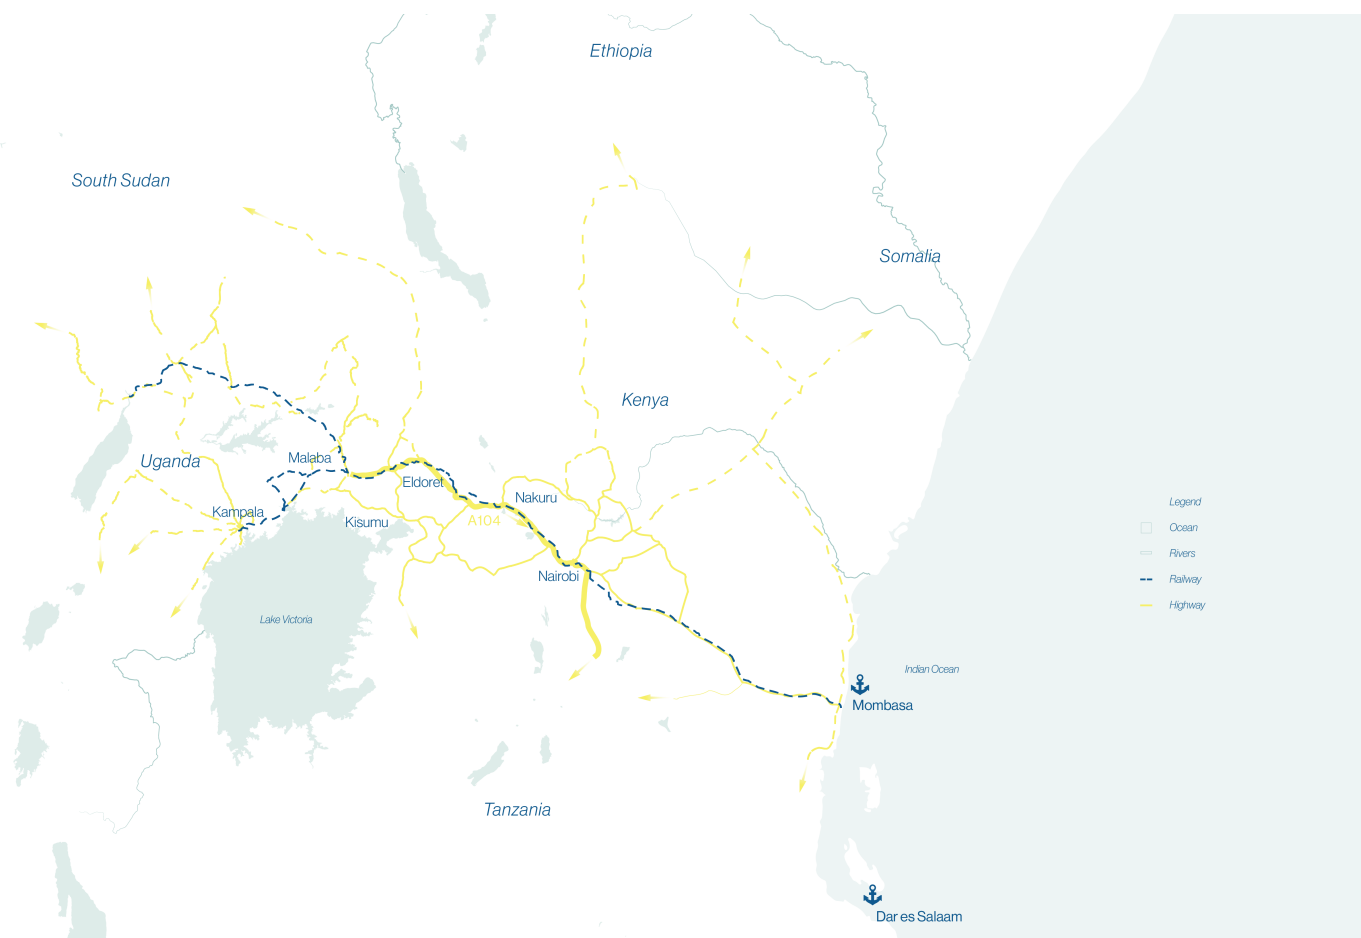 Ethiopia
South Sudan
Somalia
Kenya
Malaba
Uganda
Eldoret
Nakuru
Kampala
A104
Kisumu
Nairobi
Lake Victoria
Indian Ocean
Mombasa
Tanzania
Dar es Salaam
Legend
Ocean
Rivers
Railway
Highway